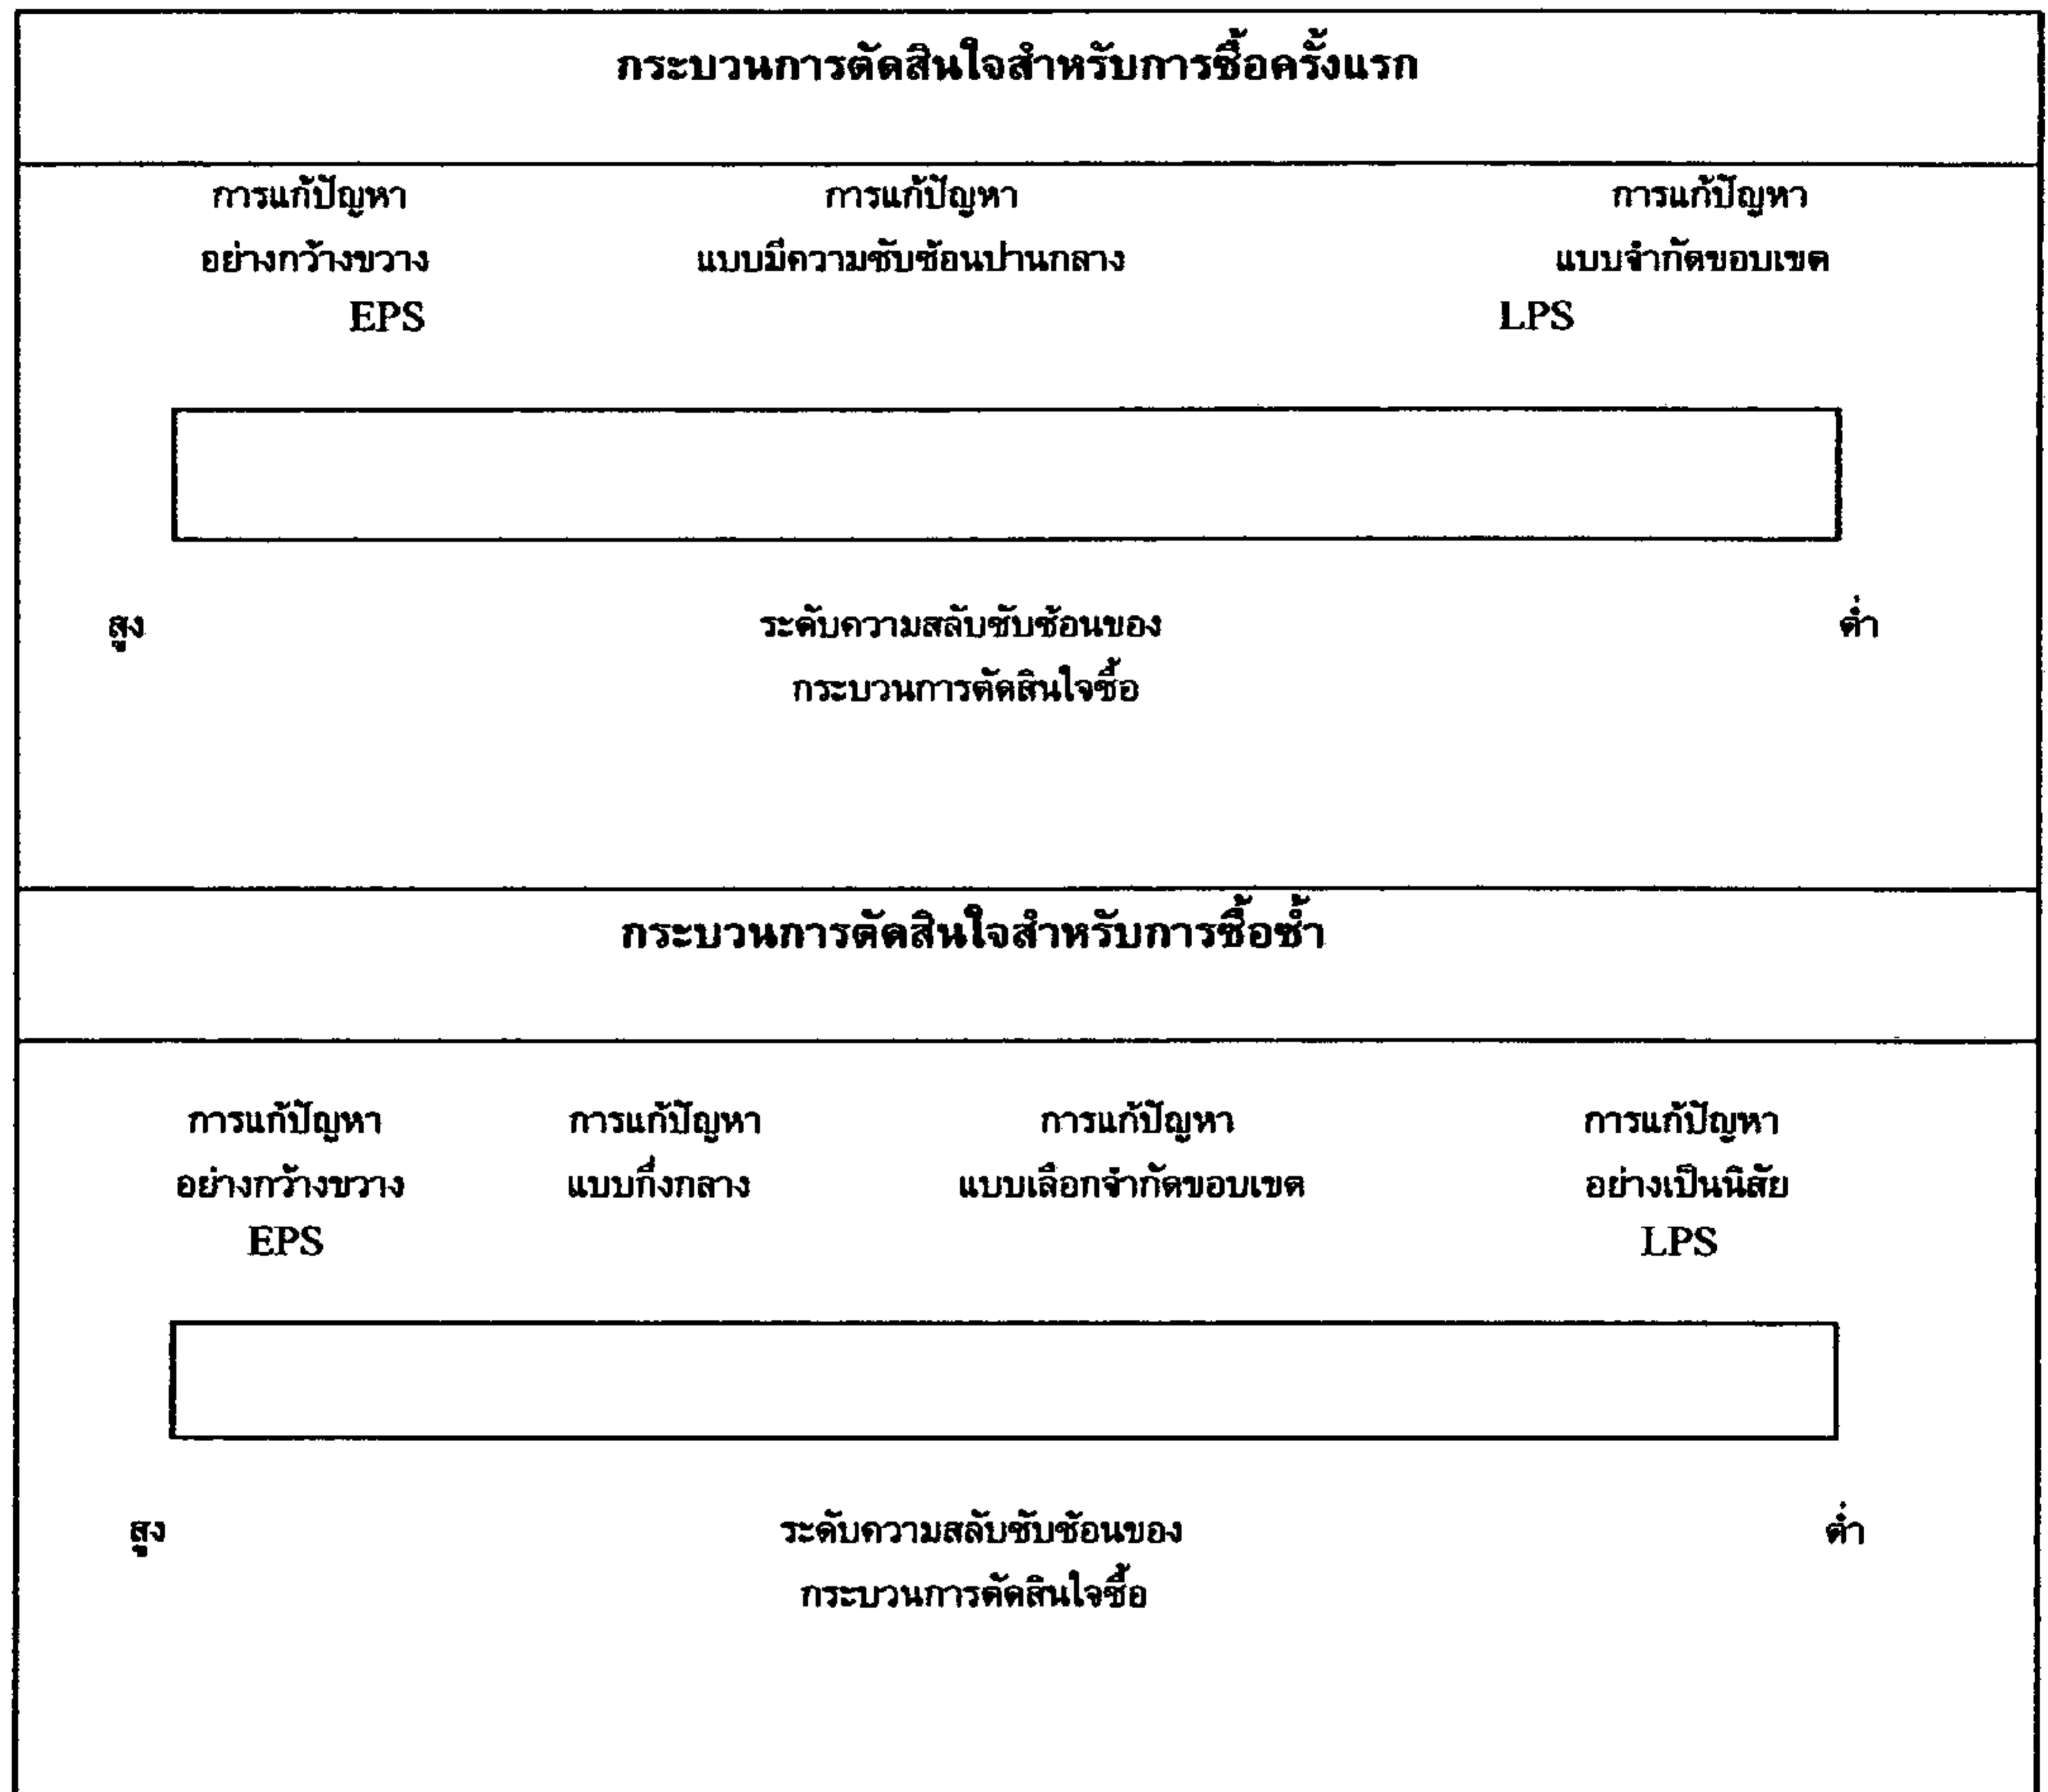 กระบวนการตัดสินใจสำหรับการซื้อครั้งแรก
การแก้ปัญหา การแก้ปัญหา การแก้ปัญหา
อย่างกว้างขวาง แบบมีความซับซ้อนปานกลาง แบบจำกัดขอบเขต
EPS LPS
สูง ระดับความสลับซับซ้อนของ ต่ำ
กระบวนการตัดสินใจซื้อ
กระบวนการตัดสินใจสำหรับการซื้อซ้ำ
การแก้ปัญหา การแก้ปัญหา การแก้ปัญหา การแก้ปัญหา
อย่างกว้างขวาง แบบกึ่งกลาง แบบเลือกจำกัดขอบเขต อย่างเป็นนิสัย
EPS LPS
สูง ระดับความสลับซับซ้อนของ ต่ำ
กระบวนการตัดสินใจซื้อ